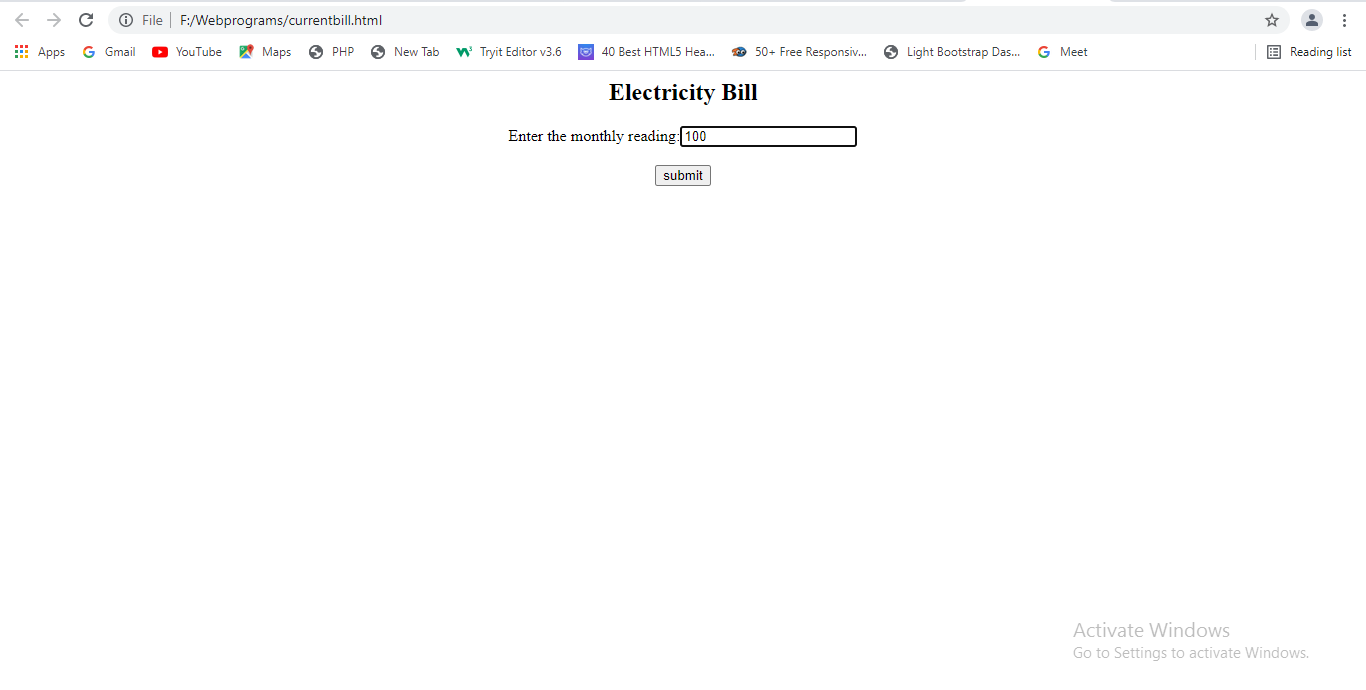 File F:/Webprograms/currentbill.html
Apps Gmail YouTube Maps PHP New Tab Tryit Editor v3.6 40 Best HTML5 Hea... 50+ Free Responsiv... Light Bootstrap Das... Meet Reading list
Electricity Bill
Enter the monthly reading:100
submit
Activate Windows
Go to Settings to activate Windows.